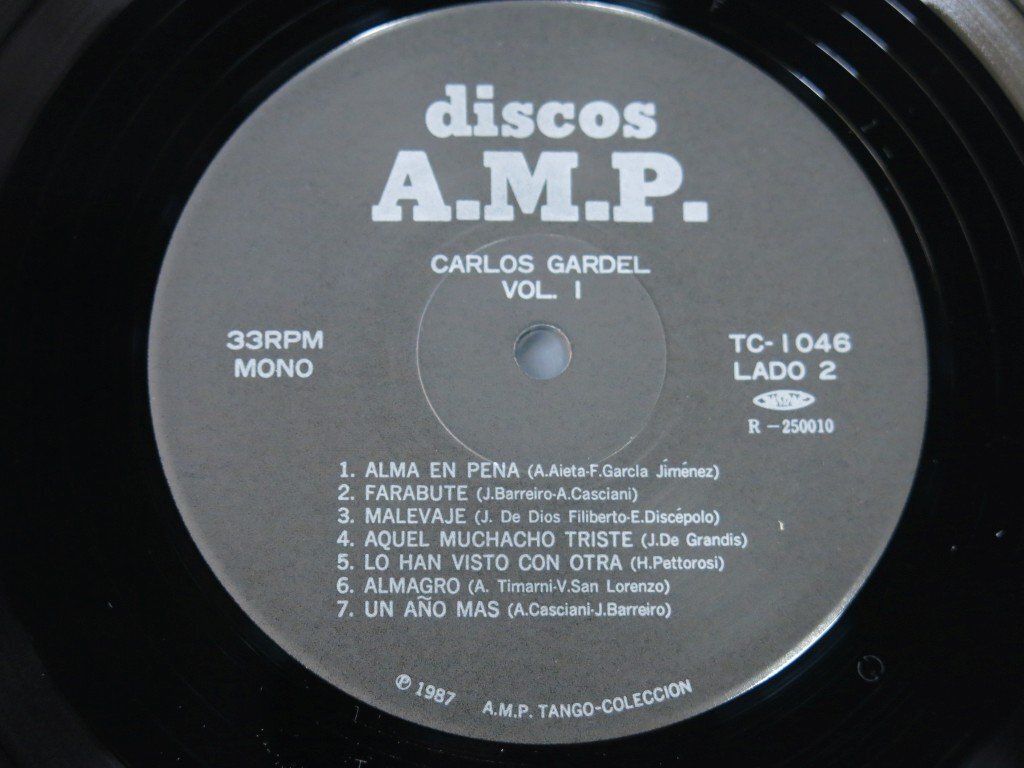 discos
A.M.P.
CARLOS GARDEL
VOL. I
33RPM
MONO
TC-1046
LADO 2
R-250010
1. ALMA EN PENA (A.Aieta-F.García Jíménez)
2. FARABUTE (J.Barreiro-A.Casciani)
3. MALEVAJE (J. De Dios Filiberto-E.Discépolo)
4. AQUEL MUCHACHO TRISTE (J.De Grandis)
5. LO HAN VISTO CON OTRA (H.Pettorosi)
6. ALMAGRO (A. Timarni-V.San Lorenzo)
7. UN AÑO MAS (A.Casciani-J.Barreiro)
℗ 1987 A.M.P. TANGO-COLECCION